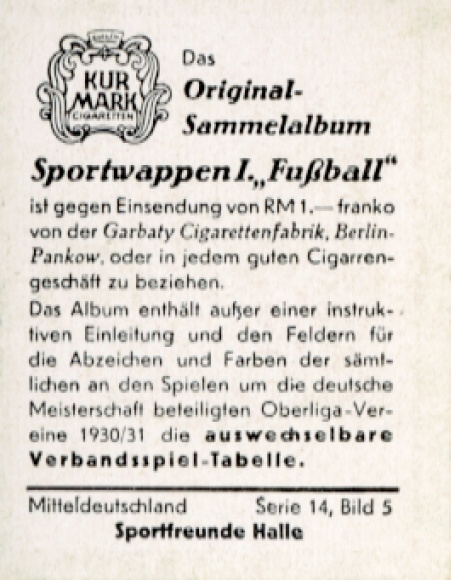 KUR
MARK
CIGARETTEN
Das
Original-
Sammelalbum
Sportwappen I. „Fußball“
ist gegen Einsendung von RM 1.— franko
von der Garbaty Cigarettenfabrik, Berlin-
Pankow, oder in jedem guten Cigarren-
geschäft zu beziehen.
Das Album enthält außer einer instruk-
tiven Einleitung und den Feldern für
die Abzeichen und Farben der sämt-
lichen an den Spielen um die deutsche
Meisterschaft beteiligten Oberliga-Ver-
eine 1930/31 die auswechselbare
Verbandsspiel-Tabelle.
Mitteldeutschland Serie 14, Bild 5
Sportfreunde Halle